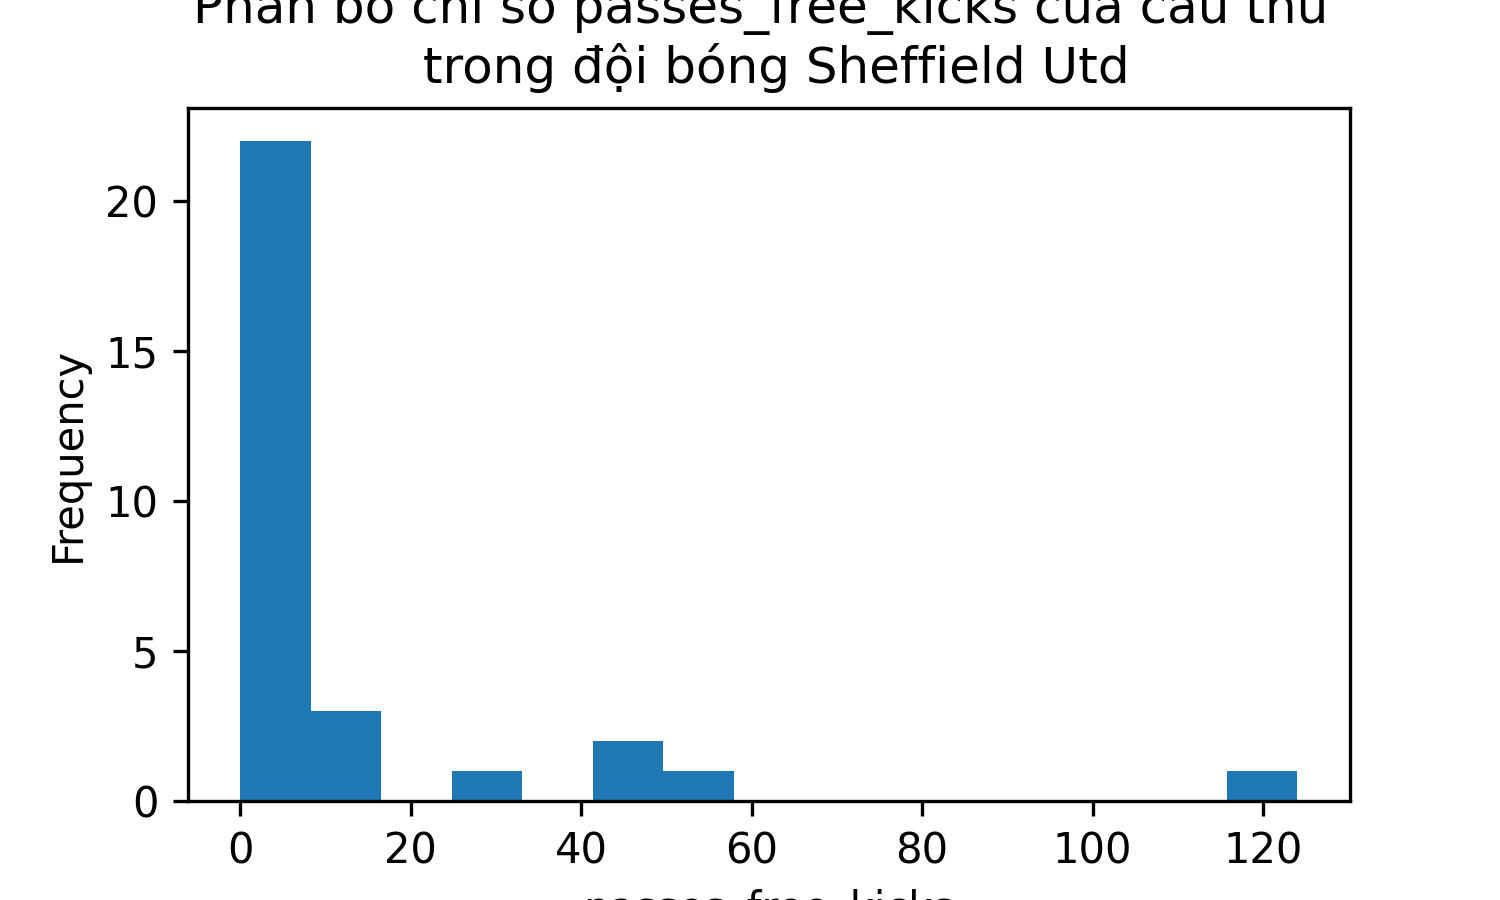 Phân bố chỉ số passes_free_kicks của cầu thủ
trong đội bóng Sheffield Utd
Frequency
20
15
10
5
0
0 20 40 60 80 100 120
passes_free_kicks